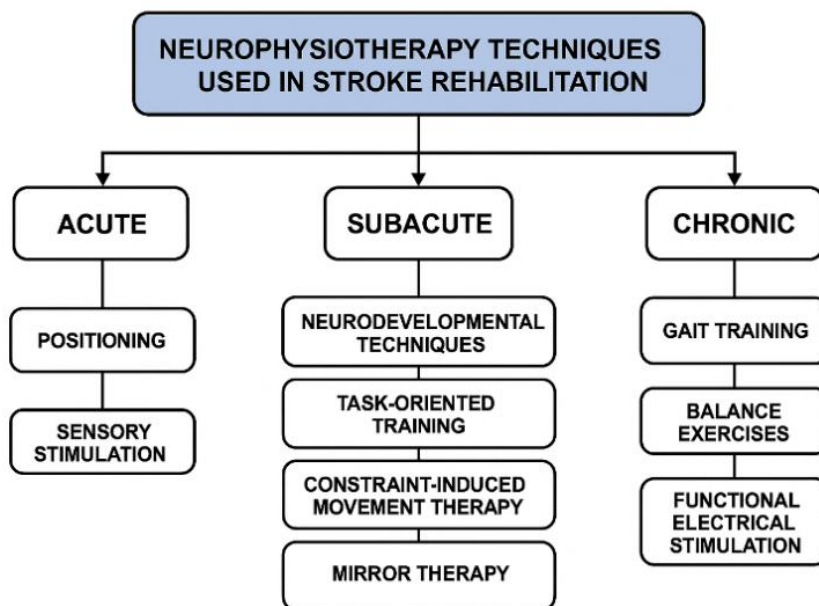 NEUROPHYSIOTHERAPY TECHNIQUES
USED IN STROKE REHABILITATION
ACUTE
POSITIONING
SENSORY
STIMULATION
SUBACUTE
NEURODEVELOPMENTAL
TECHNIQUES
TASK-ORIENTED
TRAINING
CONSTRAINT-INDUCED
MOVEMENT THERAPY
MIRROR THERAPY
CHRONIC
GAIT TRAINING
BALANCE
EXERCISES
FUNCTIONAL
ELECTRICAL
STIMULATION